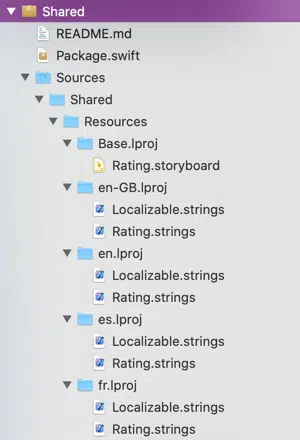 Shared
README.md
Package.swift
Sources
Shared
Resources
Base.lproj
Rating.storyboard
en-GB.lproj
Localizable.strings
Rating.strings
en.lproj
Localizable.strings
Rating.strings
es.lproj
Localizable.strings
Rating.strings
fr.lproj
Localizable.strings
Rating.strings